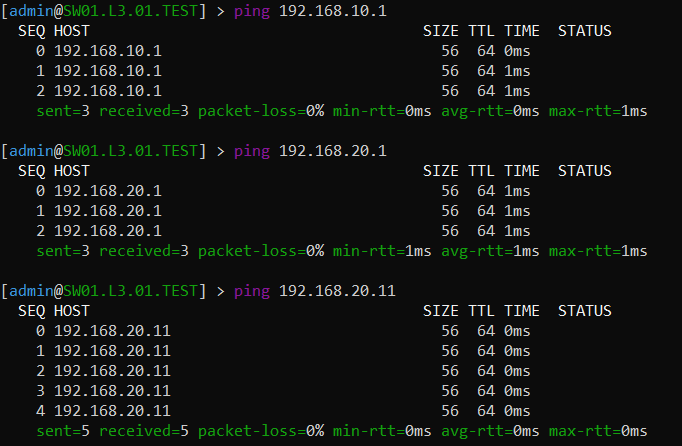 [admin@SW01.L3.01.TEST] > ping 192.168.10.1
SEQ HOST SIZE TTL TIME STATUS
0 192.168.10.1 56 64 0ms
1 192.168.10.1 56 64 1ms
2 192.168.10.1 56 64 1ms
sent=3 received=3 packet-loss=0% min-rtt=0ms avg-rtt=0ms max-rtt=1ms
[admin@SW01.L3.01.TEST] > ping 192.168.20.1
SEQ HOST SIZE TTL TIME STATUS
0 192.168.20.1 56 64 1ms
1 192.168.20.1 56 64 1ms
2 192.168.20.1 56 64 1ms
sent=3 received=3 packet-loss=0% min-rtt=1ms avg-rtt=1ms max-rtt=1ms
[admin@SW01.L3.01.TEST] > ping 192.168.20.11
SEQ HOST SIZE TTL TIME STATUS
0 192.168.20.11 56 64 0ms
1 192.168.20.11 56 64 0ms
2 192.168.20.11 56 64 0ms
3 192.168.20.11 56 64 0ms
4 192.168.20.11 56 64 0ms
sent=5 received=5 packet-loss=0% min-rtt=0ms avg-rtt=0ms max-rtt=0ms